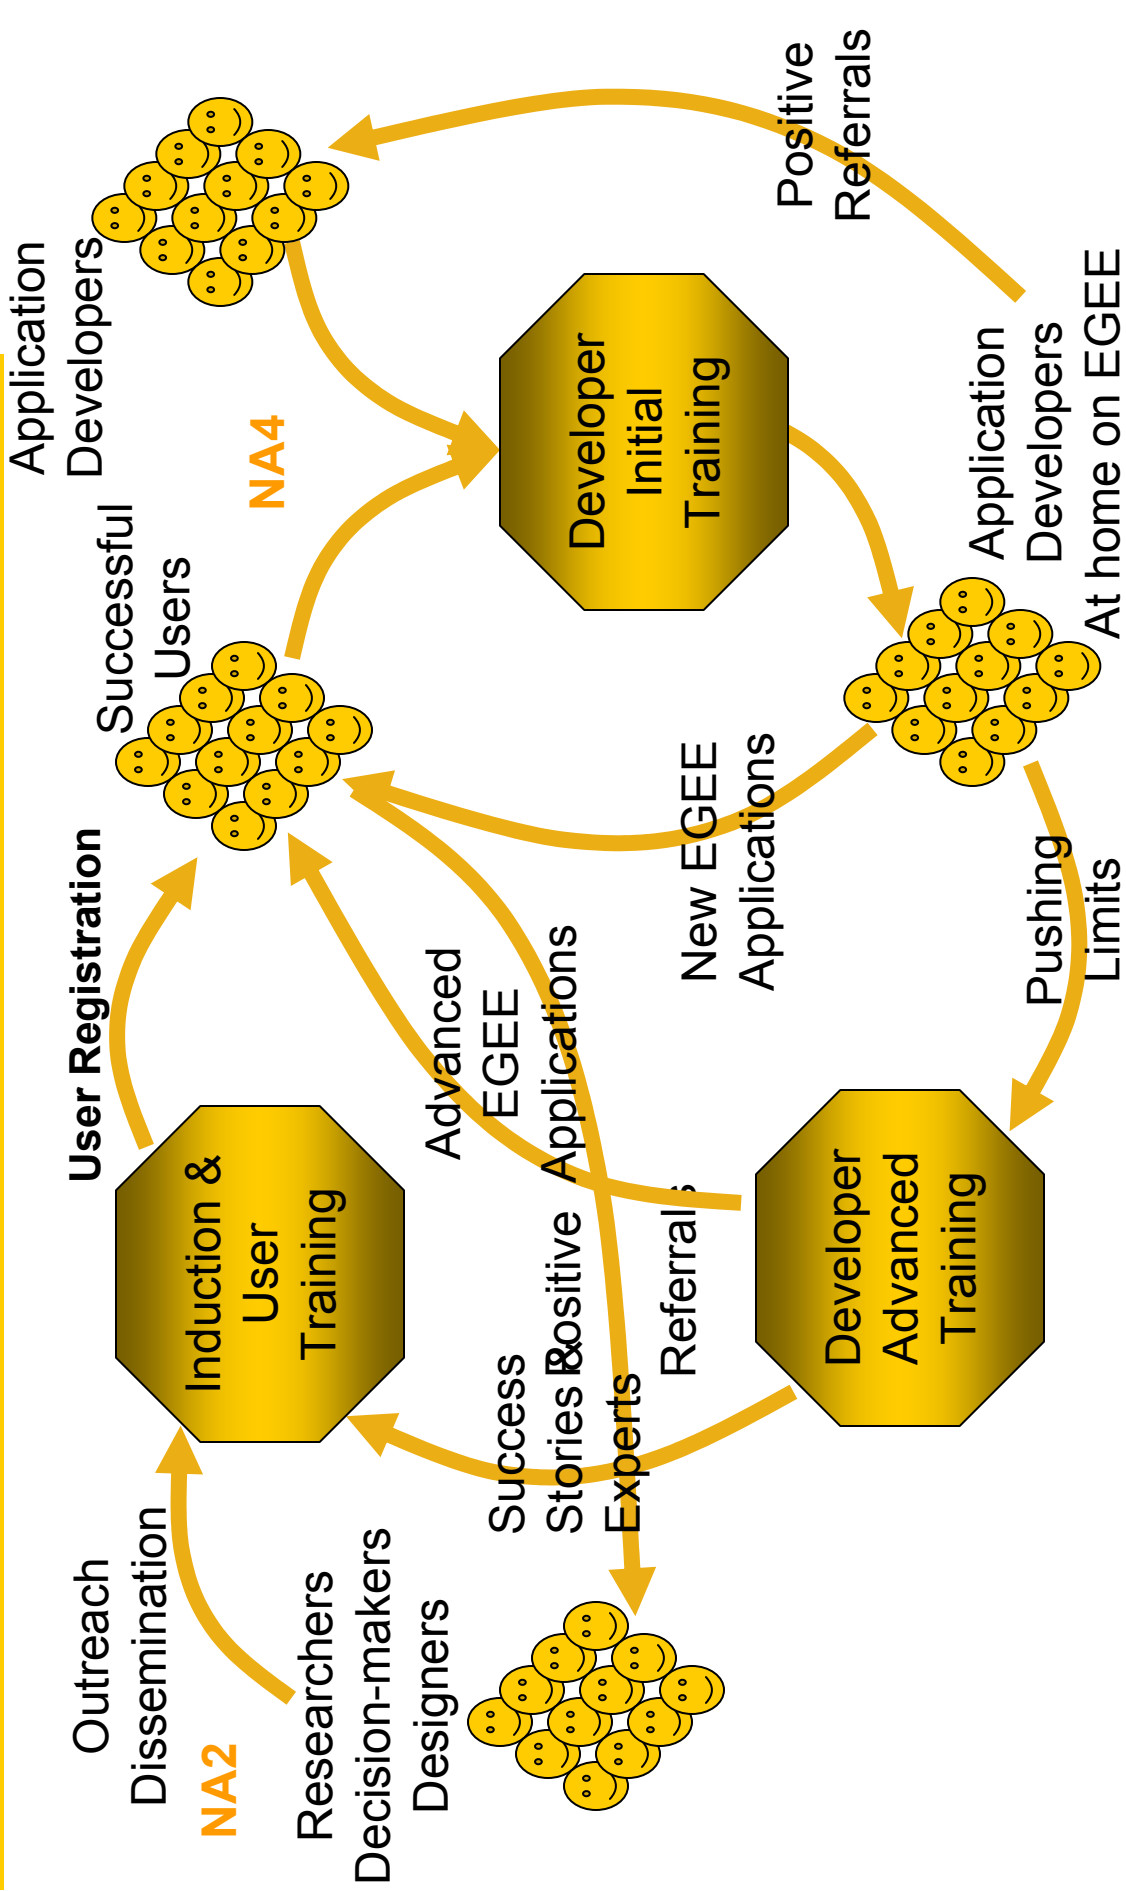 Outreach
Dissemination
NA2
Researchers
Decision-makers
Designers
Induction &
User
Training
User Registration
Successful
Users
Application
Developers
NA4
Success
Stories &
Experts
Positive
Referrals
Advanced
EGEE
Applications
New EGEE
Applications
Developer
Initial
Training
Positive
Referrals
Developer
Advanced
Training
Pushing
Limits
Application
Developers
At home on EGEE